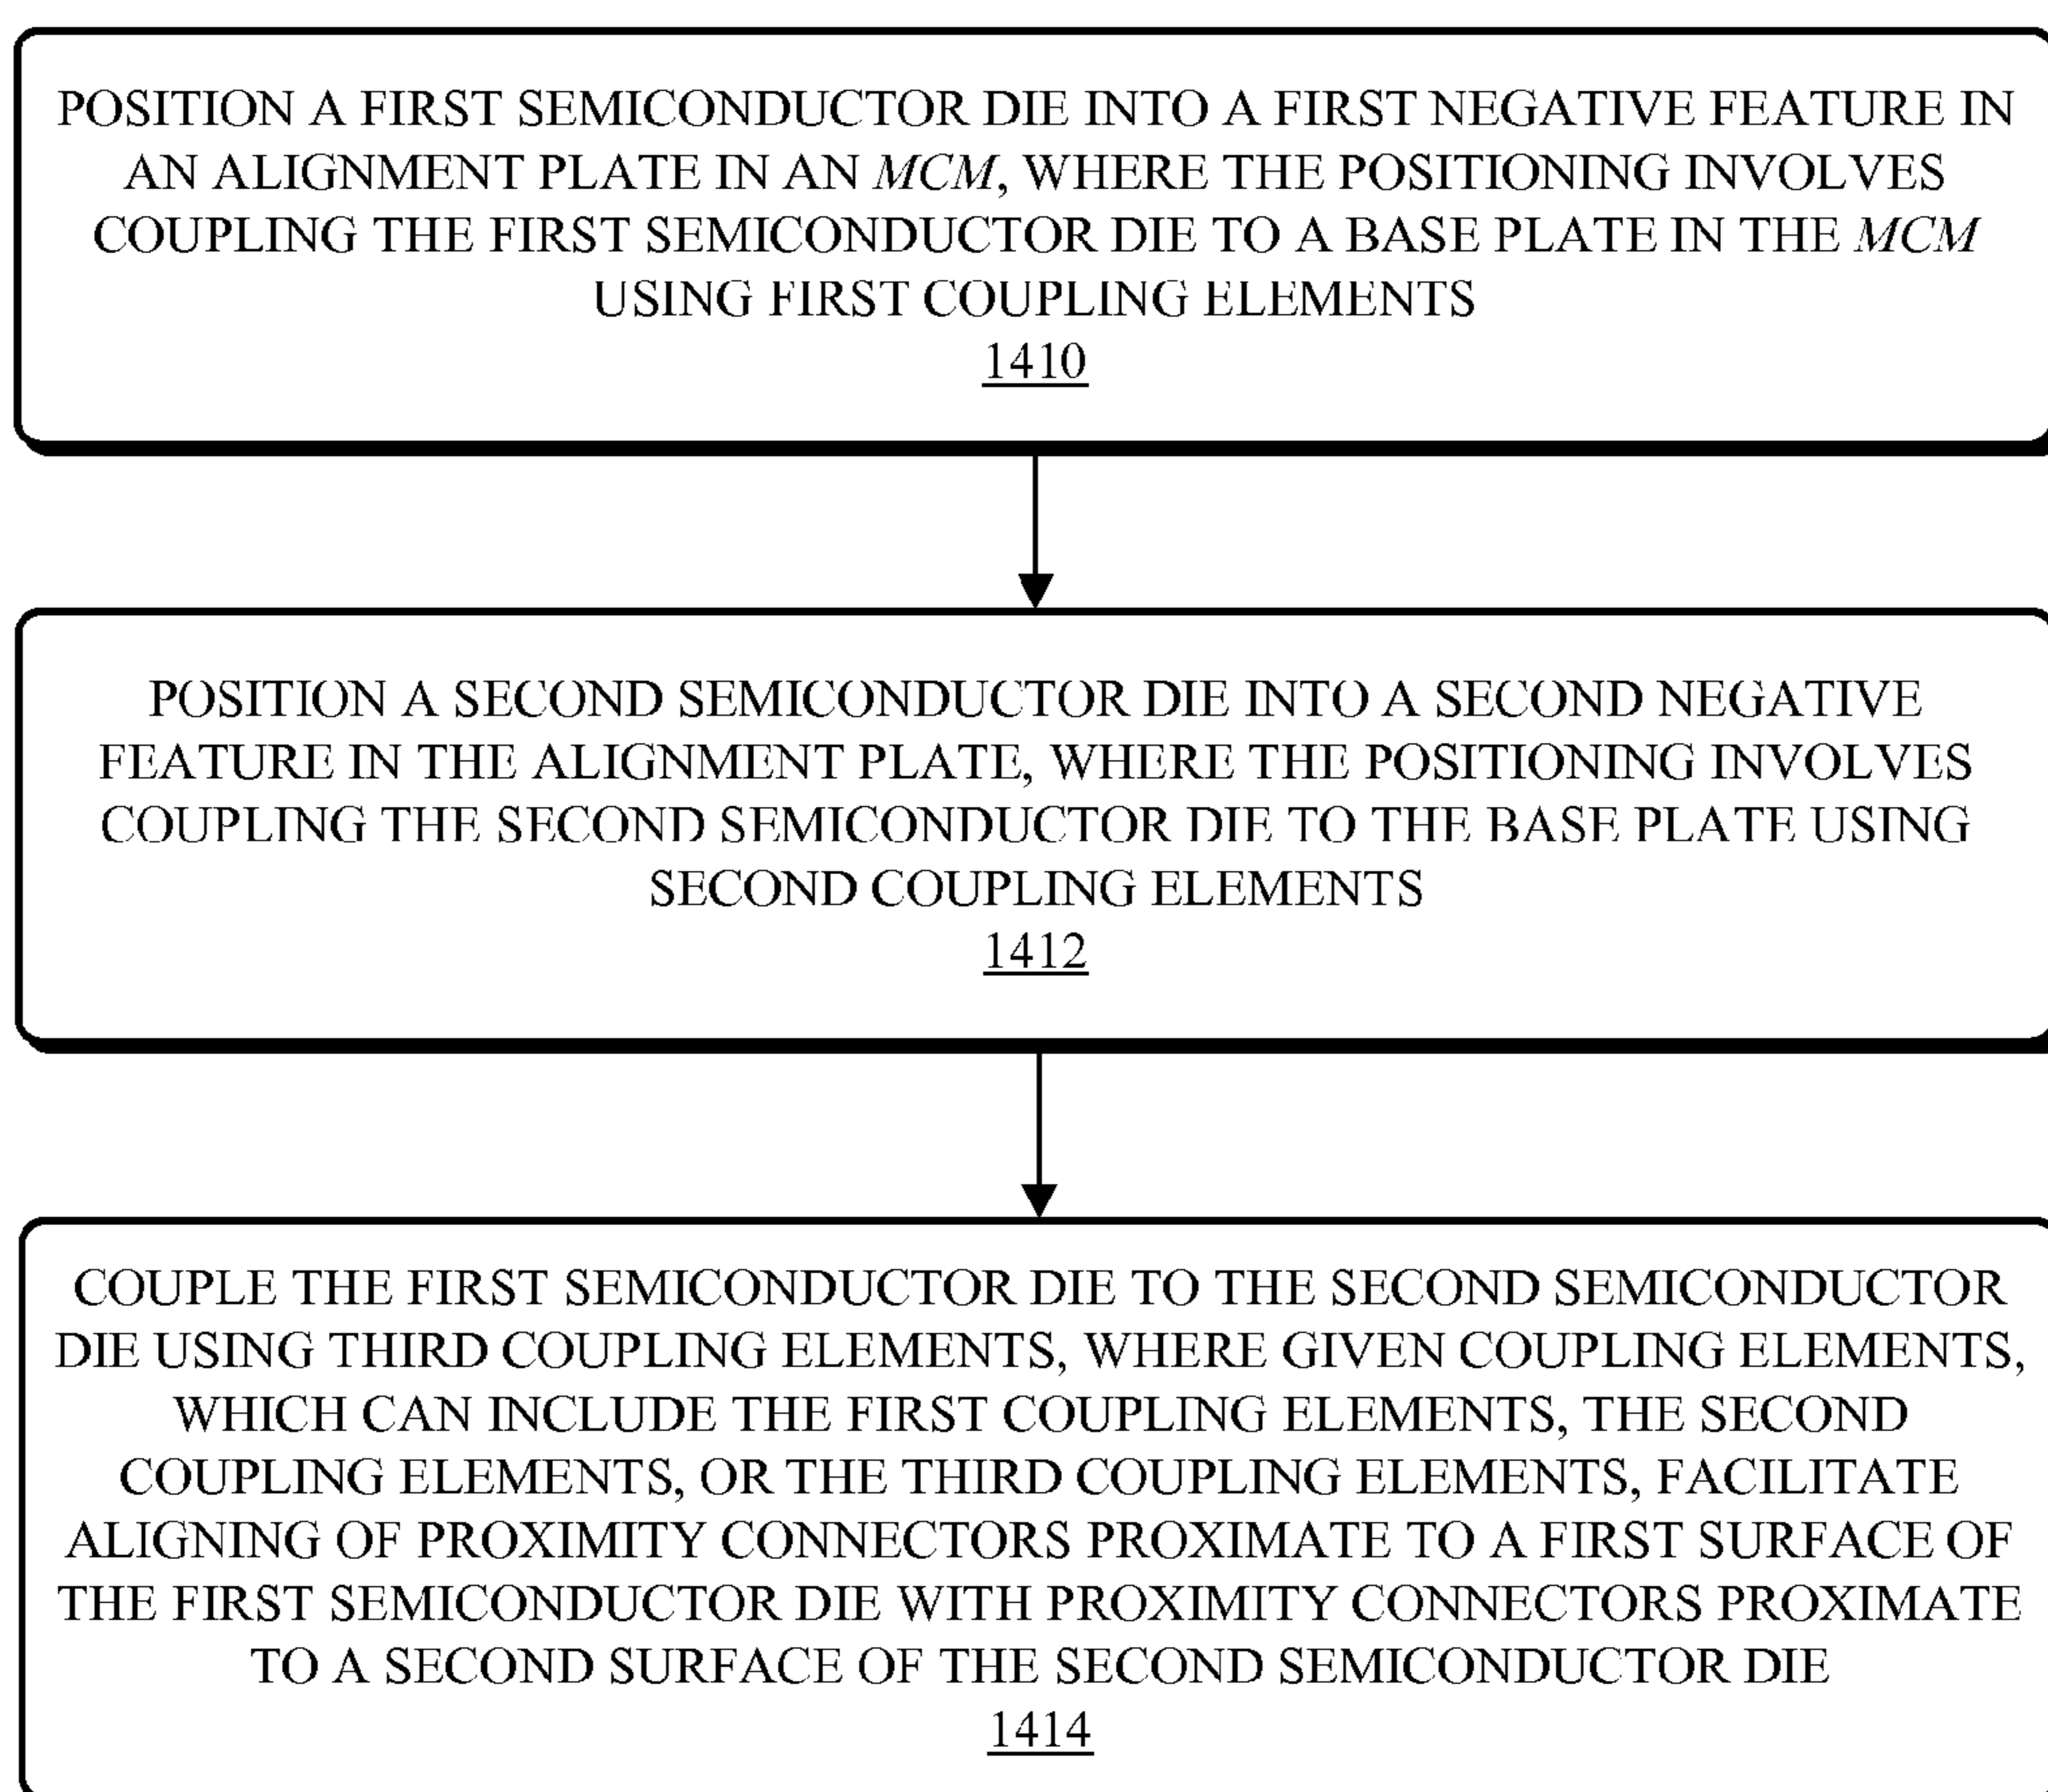 POSITION A FIRST SEMICONDUCTOR DIE INTO A FIRST NEGATIVE FEATURE IN
AN ALIGNMENT PLATE IN AN MCM, WHERE THE POSITIONING INVOLVES
COUPLING THE FIRST SEMICONDUCTOR DIE TO A BASE PLATE IN THE MCM
USING FIRST COUPLING ELEMENTS
1410
POSITION A SECOND SEMICONDUCTOR DIE INTO A SECOND NEGATIVE
FEATURE IN THE ALIGNMENT PLATE, WHERE THE POSITIONING INVOLVES
COUPLING THE SECOND SEMICONDUCTOR DIE TO THE BASE PLATE USING
SECOND COUPLING ELEMENTS
1412
COUPLE THE FIRST SEMICONDUCTOR DIE TO THE SECOND SEMICONDUCTOR
DIE USING THIRD COUPLING ELEMENTS, WHERE GIVEN COUPLING ELEMENTS,
WHICH CAN INCLUDE THE FIRST COUPLING ELEMENTS, THE SECOND
COUPLING ELEMENTS, OR THE THIRD COUPLING ELEMENTS, FACILITATE
ALIGNING OF PROXIMITY CONNECTORS PROXIMATE TO A FIRST SURFACE OF
THE FIRST SEMICONDUCTOR DIE WITH PROXIMITY CONNECTORS PROXIMATE
TO A SECOND SURFACE OF THE SECOND SEMICONDUCTOR DIE
1414